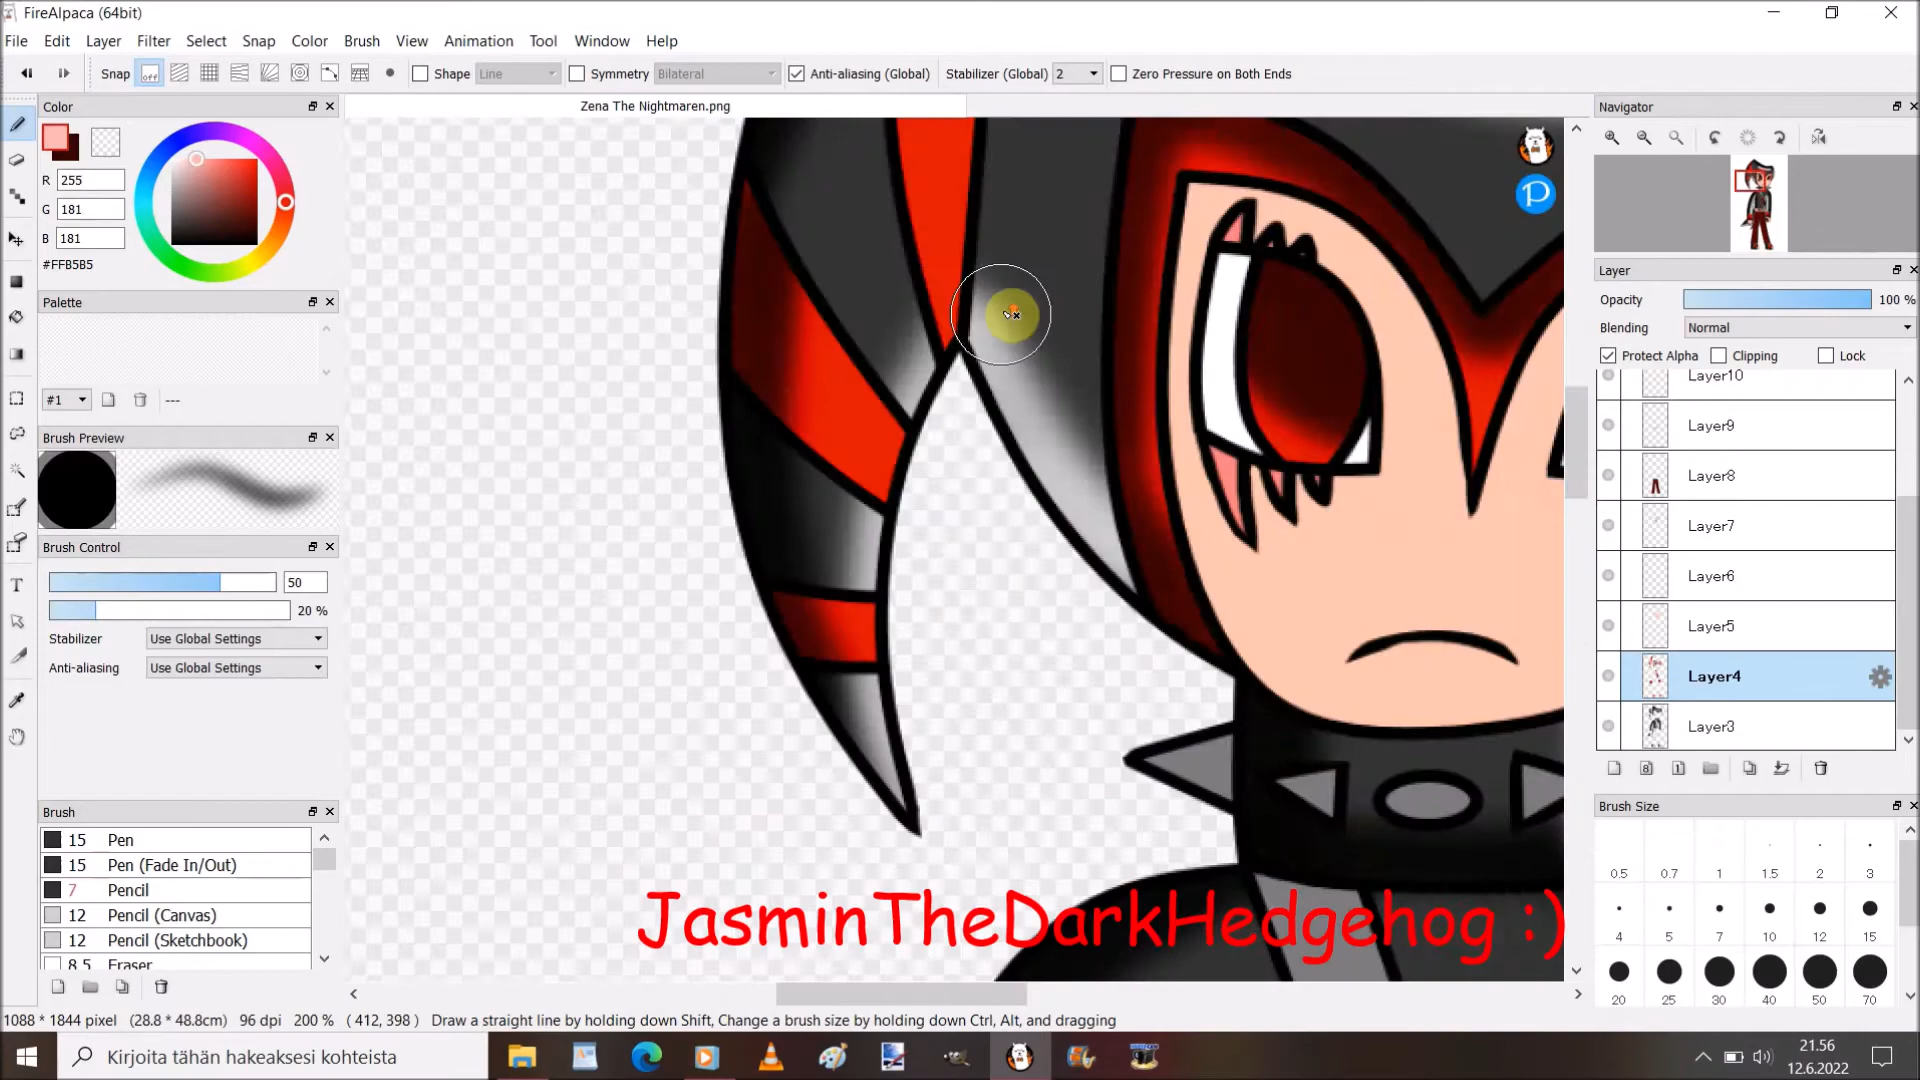 FireAlpaca (64bit)
File Edit Layer Filter Select Snap Color Brush View Animation Tool Window Help
Snap off Shape Line Symmetry Bilateral Anti-aliasing (Global) Stabilizer (Global) 2 Zero Pressure on Both Ends
Color
Zena The Nightmaren.png
Navigator
R 255
G 181
B 181
#FFB5B5
Palette
#1 ---
Brush Preview
Brush Control
50
20 %
Stabilizer Use Global Settings
Anti-aliasing Use Global Settings
Brush
15 Pen
15 Pen (Fade In/Out)
7 Pencil
12 Pencil (Canvas)
12 Pencil (Sketchbook)
8.5 Eraser
P
Layer
Opacity 100 %
Blending Normal
Protect Alpha Clipping Lock
Layer10
Layer9
Layer8
Layer7
Layer6
Layer5
Layer4
Layer3
8 1
Brush Size
0.5 0.7 1 1.5 2 3
4 5 7 10 12 15
20 25 30 40 50 70
JasminTheDarkHedgehog :)
1088 * 1844 pixel (28.8 * 48.8cm) 96 dpi 200 % ( 412, 398 ) Draw a straight line by holding down Shift, Change a brush size by holding down Ctrl, Alt, and dragging
Kirjoita tähän hakeaksesi kohteista
21.56
12.6.2022